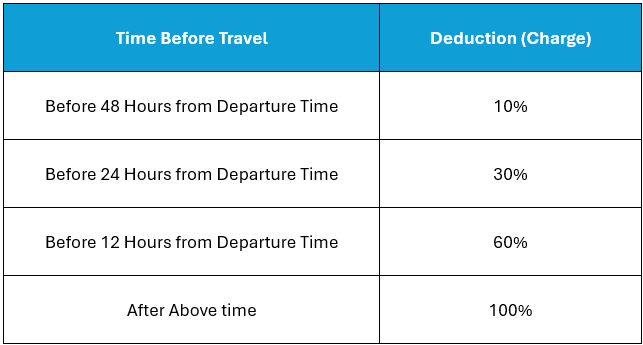 Time Before Travel Deduction (Charge)
Before 48 Hours from Departure Time 10%
Before 24 Hours from Departure Time 30%
Before 12 Hours from Departure Time 60%
After Above time 100%